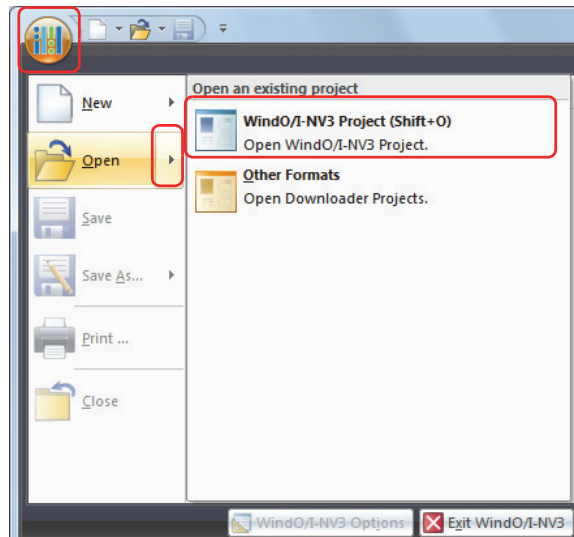 Open an existing project
New
WindO/I-NV3 Project (Shift+O)
Open WindO/I-NV3 Project.
Open
Other Formats
Open Downloader Projects.
Save
Save As...
Print ...
Close
WindO/I-NV3 Options
Exit WindO/I-NV3